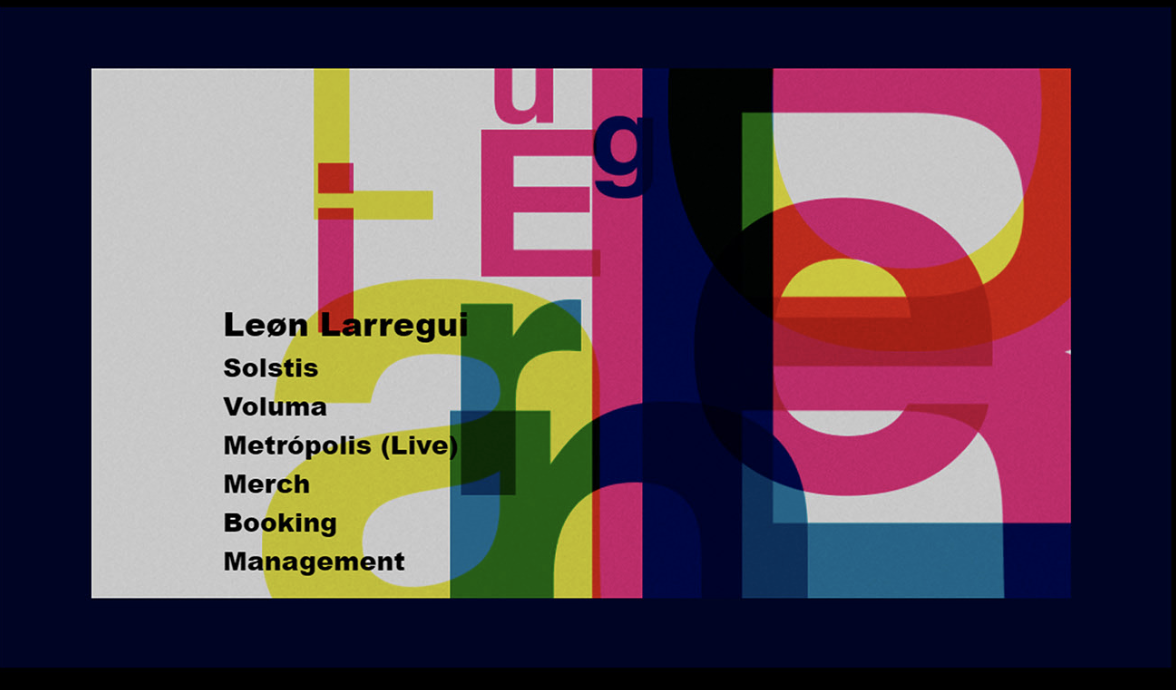 L
u
E
g
i
Leøn Larregui
Solstis
Voluma
Metrópolis (Live)
Merch
Booking
Management
a
r
r
n
e